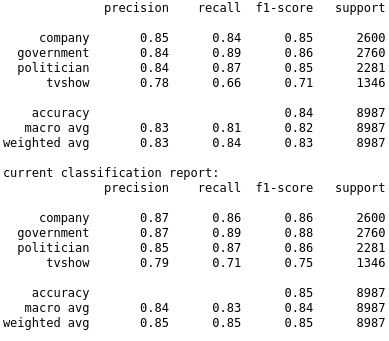 precision recall f1-score support
company 0.85 0.84 0.85 2600
government 0.84 0.89 0.86 2760
politician 0.84 0.87 0.85 2281
tvshow 0.78 0.66 0.71 1346
accuracy 0.84 8987
macro avg 0.83 0.81 0.82 8987
weighted avg 0.83 0.84 0.83 8987
current classification report:
precision recall f1-score support
company 0.87 0.86 0.86 2600
government 0.87 0.89 0.88 2760
politician 0.85 0.87 0.86 2281
tvshow 0.79 0.71 0.75 1346
accuracy 0.85 8987
macro avg 0.84 0.83 0.84 8987
weighted avg 0.85 0.85 0.85 8987